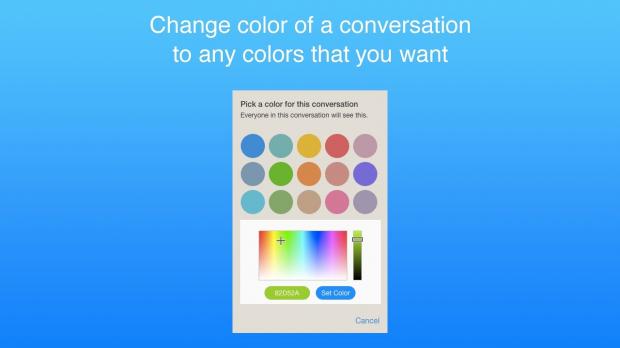 Change color of a conversation
to any colors that you want
Pick a color for this conversation
Everyone in this conversation will see this.
82D52A
Set Color
Cancel